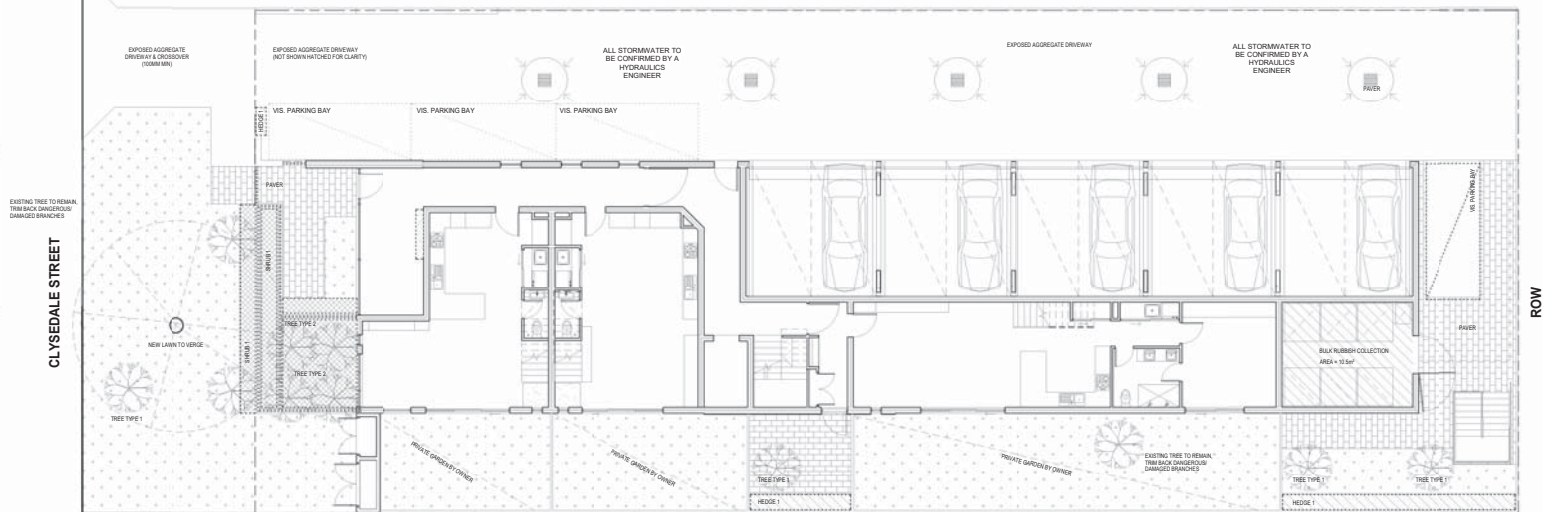 EXPOSED AGGREGATE
DRIVEWAY & CROSSOVER
(100MM MIN)
EXPOSED AGGREGATE DRIVEWAY
(NOT SHOWN HATCHED FOR CLARITY)
ALL STORMWATER TO
BE CONFIRMED BY A
HYDRAULICS
ENGINEER
EXPOSED AGGREGATE DRIVEWAY
ALL STORMWATER TO
BE CONFIRMED BY A
HYDRAULICS
ENGINEER
PAVER
HEDGE 1
VIS. PARKING BAY
VIS. PARKING BAY
VIS. PARKING BAY
PAVER
VIS. PARKING BAY
EXISTING TREE TO REMAIN,
TRIM BACK DANGEROUS/
DAMAGED BRANCHES
CLYSEDALE STREET
SHRUB 1
SHRUB 1
TREE TYPE 2
TREE TYPE 2
NEW LAWN TO VERGE
TREE TYPE 1
ROW
PAVER
BULK RUBBISH COLLECTION
AREA = 10.5m²
PRIVATE GARDEN BY OWNER
PRIVATE GARDEN BY OWNER
PRIVATE GARDEN BY OWNER
EXISTING TREE TO REMAIN,
TRIM BACK DANGEROUS/
DAMAGED BRANCHES
TREE TYPE 1
TREE TYPE 1
TREE TYPE 1
HEDGE 1
HEDGE 1